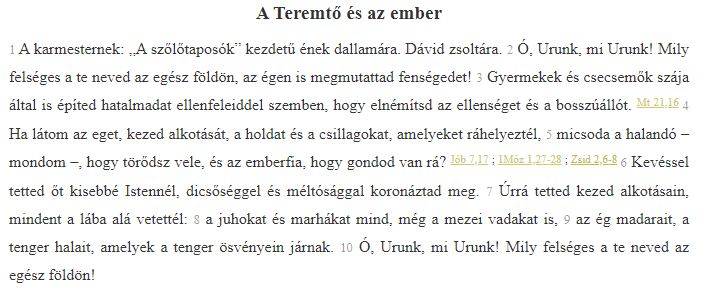 A Teremtő és az ember
1 A karmesternek: „A szőlőtaposók” kezdetű ének dallamára. Dávid zsoltára. 2 Ó, Urunk, mi Urunk! Mily
felséges a te neved az egész földön, az égen is megmutattad fenségedet! 3 Gyermekek és csecsemők szája
által is építed hatalmadat ellenfeleiddel szemben, hogy elnémítsd az ellenséget és a bosszúállót. Mt 21,16 4
Ha látom az eget, kezed alkotását, a holdat és a csillagokat, amelyeket ráhelyeztél, 5 micsoda a halandó –
mondom –, hogy törődsz vele, és az emberfia, hogy gondod van rá? Jób 7,17 ; 1Móz 1,27-28 ; Zsid 2,6-8 6 Kevéssel
tetted őt kisebbé Istennél, dicsőséggel és méltósággal koronáztad meg. 7 Úrrá tetted kezed alkotásain,
mindent a lába alá vetettél: 8 a juhokat és marhákat mind, még a mezei vadakat is, 9 az ég madarait, a
tenger halait, amelyek a tenger ösvényein járnak. 10 Ó, Urunk, mi Urunk! Mily felséges a te neved az
egész földön!